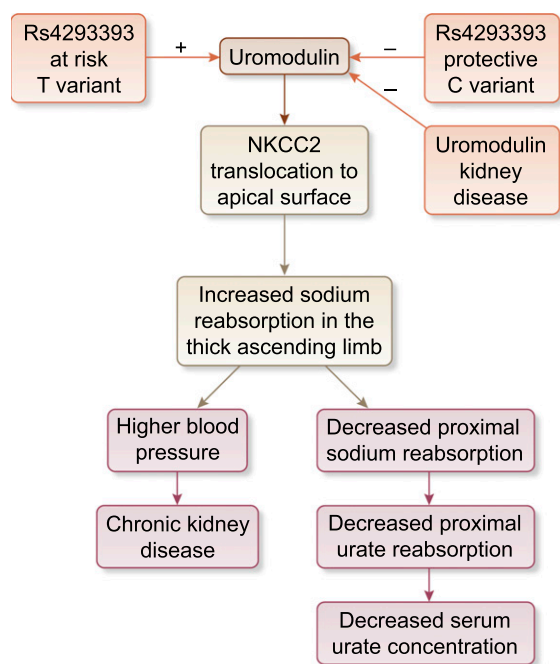 Rs4293393
at risk
T variant
+
Uromodulin
–
Rs4293393
protective
C variant
–
Uromodulin
kidney
disease
NKCC2
translocation to
apical surface
Increased sodium
reabsorption in the
thick ascending limb
Higher blood
pressure
Chronic kidney
disease
Decreased proximal
sodium reabsorption
Decreased proximal
urate reabsorption
Decreased serum
urate concentration